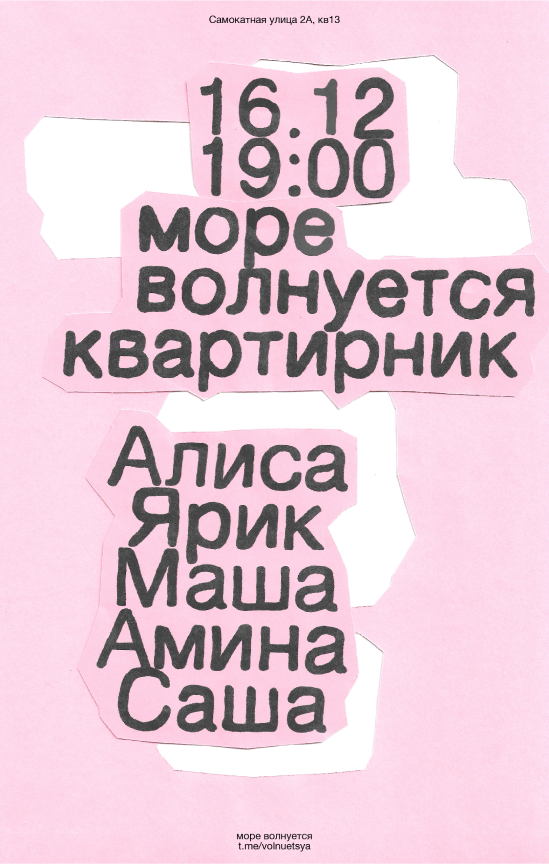 Самокатная улица 2А, кв13
16.12
19:00
море
волнуется
квартирник
Алиса
Ярик
Маша
Амина
Саша
море волнуется
t.me/volnuetsya